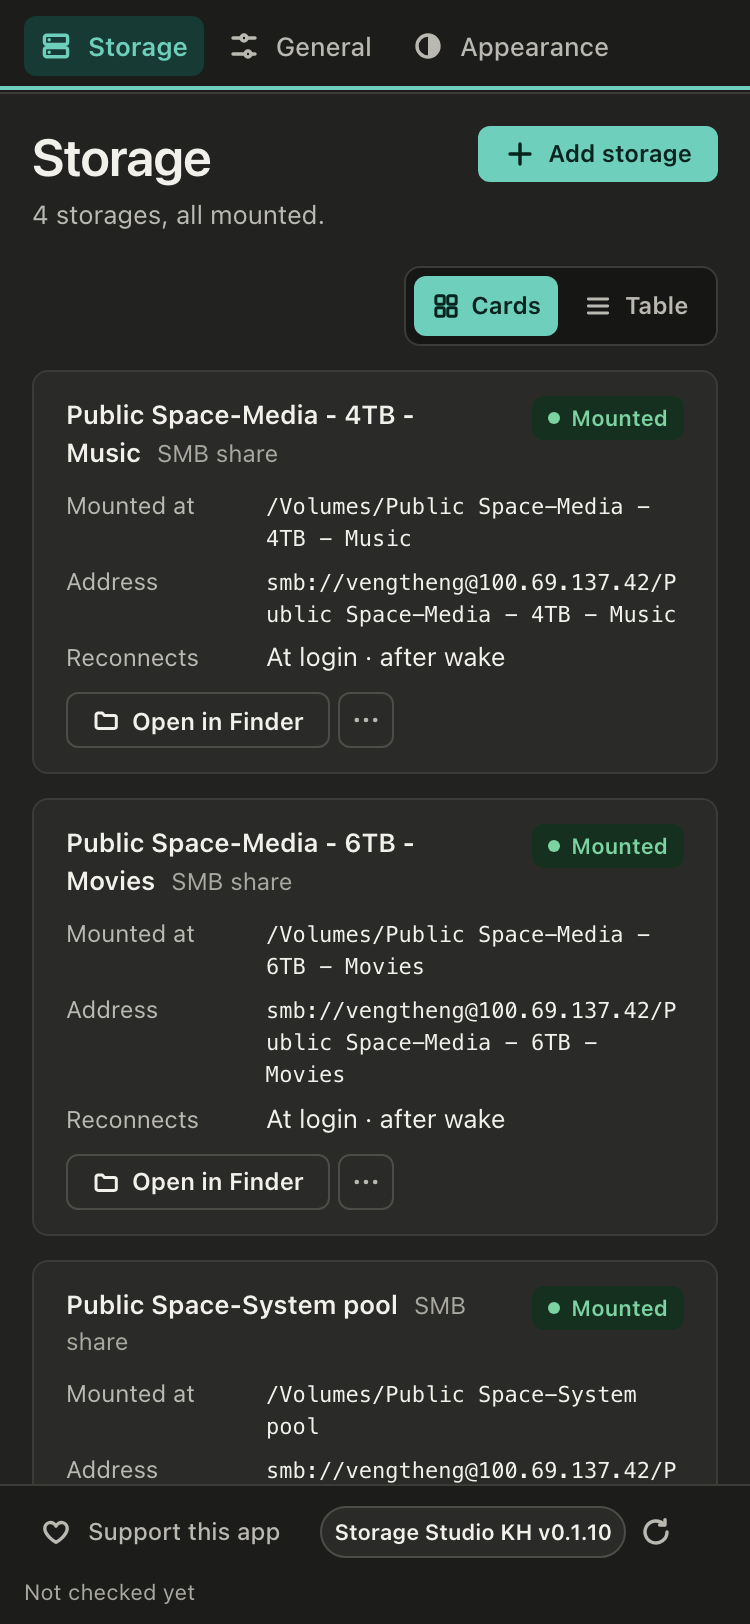 Storage
General
Appearance
Storage
Add storage
4 storages, all mounted.
Cards
Table
Public Space-Media - 4TB -
Music SMB share
Mounted
Mounted at
/Volumes/Public Space-Media -
4TB - Music
Address
smb://vengtheng@100.69.137.42/P
ublic Space-Media - 4TB - Music
Reconnects
At login · after wake
Open in Finder
Public Space-Media - 6TB -
Movies SMB share
Mounted
Mounted at
/Volumes/Public Space-Media -
6TB - Movies
Address
smb://vengtheng@100.69.137.42/P
ublic Space-Media - 6TB -
Movies
Reconnects
At login · after wake
Open in Finder
Public Space-System pool SMB
share
Mounted
Mounted at
/Volumes/Public Space-System
pool
Address
smb://vengtheng@100.69.137.42/P
Support this app
Storage Studio KH v0.1.10
Not checked yet